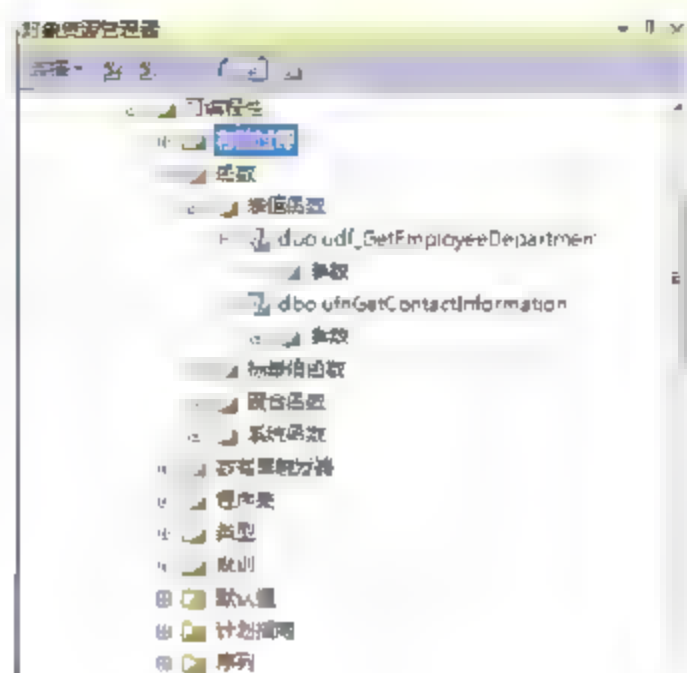 对象资源管理器
连接
可编程性
存储过程
函数
表值函数
dbo.udf_GetEmployeeDepartment
参数
dbo.ufnGetContactInformation
参数
标量值函数
聚合函数
系统函数
数据库触发器
程序集
类型
规则
默认值
计划指南
序列